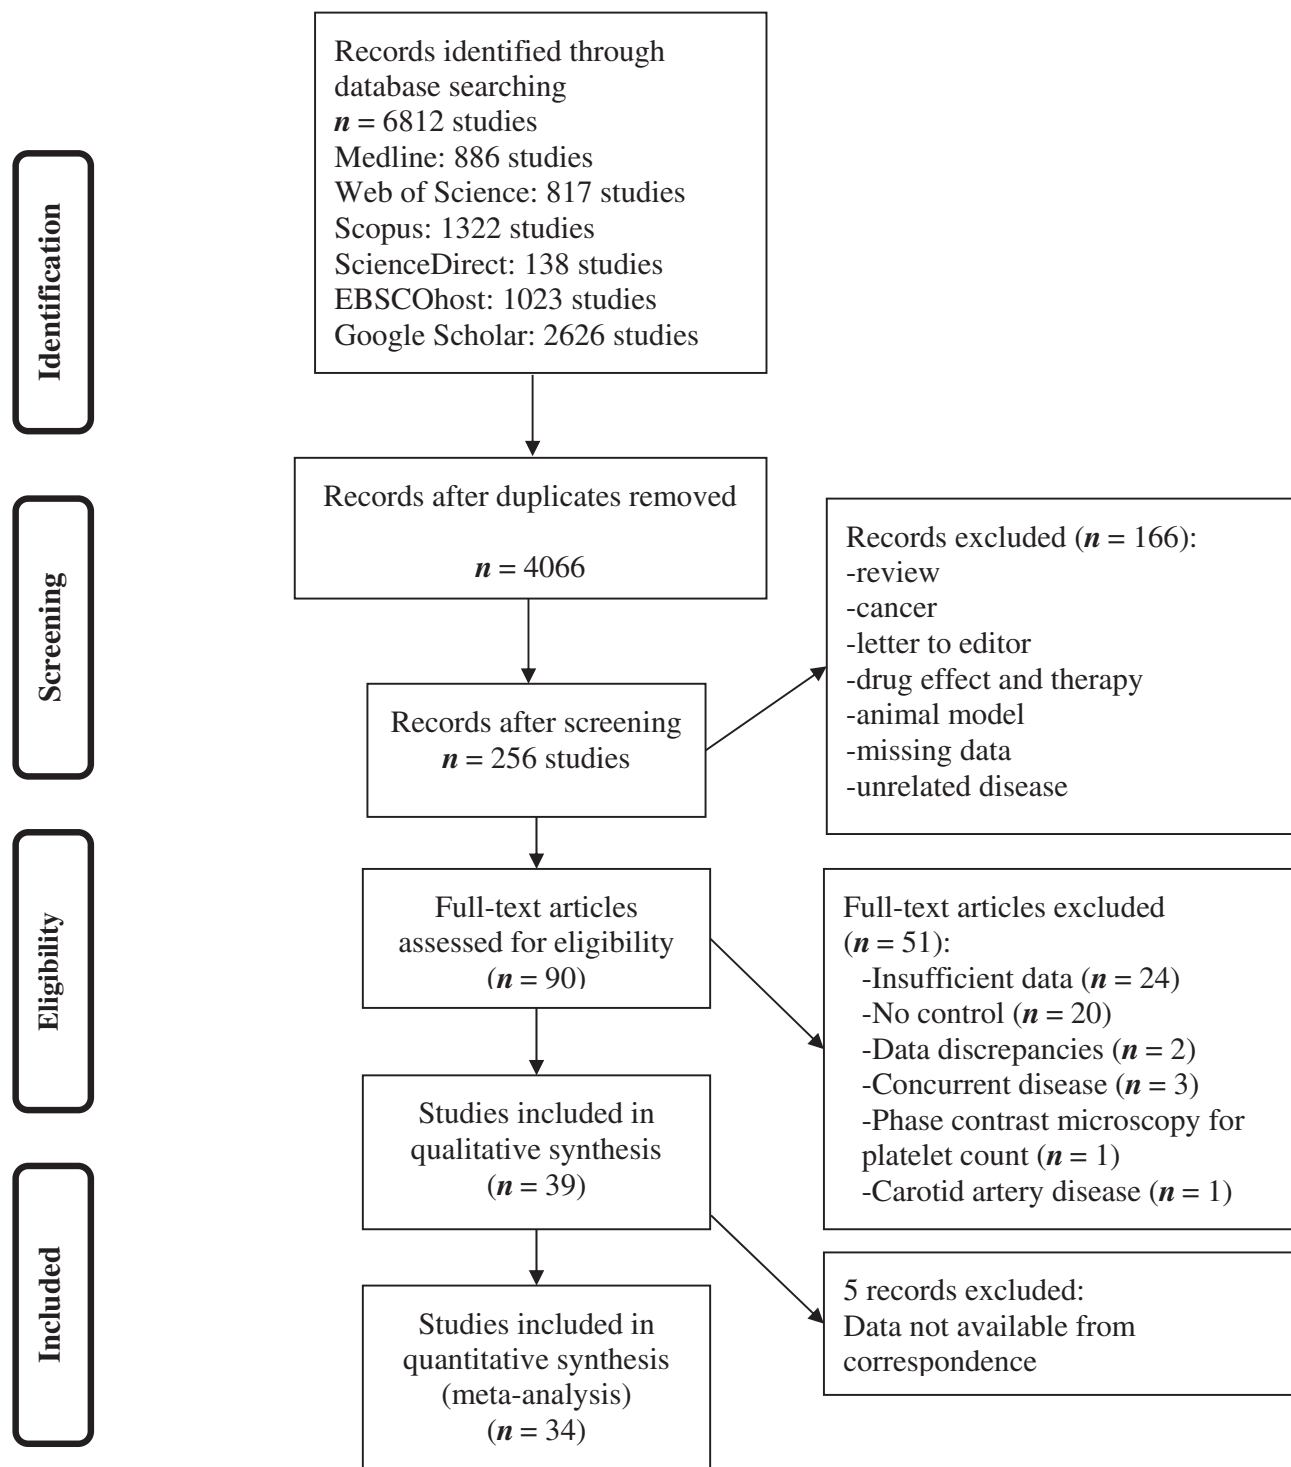 Identification
Records identified through
database searching
n = 6812 studies
Medline: 886 studies
Web of Science: 817 studies
Scopus: 1322 studies
ScienceDirect: 138 studies
EBSCOhost: 1023 studies
Google Scholar: 2626 studies
Screening
Records after duplicates removed
n = 4066
Records after screening
n = 256 studies
Records excluded (n = 166):
-review
-cancer
-letter to editor
-drug effect and therapy
-animal model
-missing data
-unrelated disease
Eligibility
Full-text articles
assessed for eligibility
(n = 90)
Full-text articles excluded
(n = 51):
-Insufficient data (n = 24)
-No control (n = 20)
-Data discrepancies (n = 2)
-Concurrent disease (n = 3)
-Phase contrast microscopy for
platelet count (n = 1)
-Carotid artery disease (n = 1)
Studies included in
qualitative synthesis
(n = 39)
Included
5 records excluded:
Data not available from
correspondence
Studies included in
quantitative synthesis
(meta-analysis)
(n = 34)